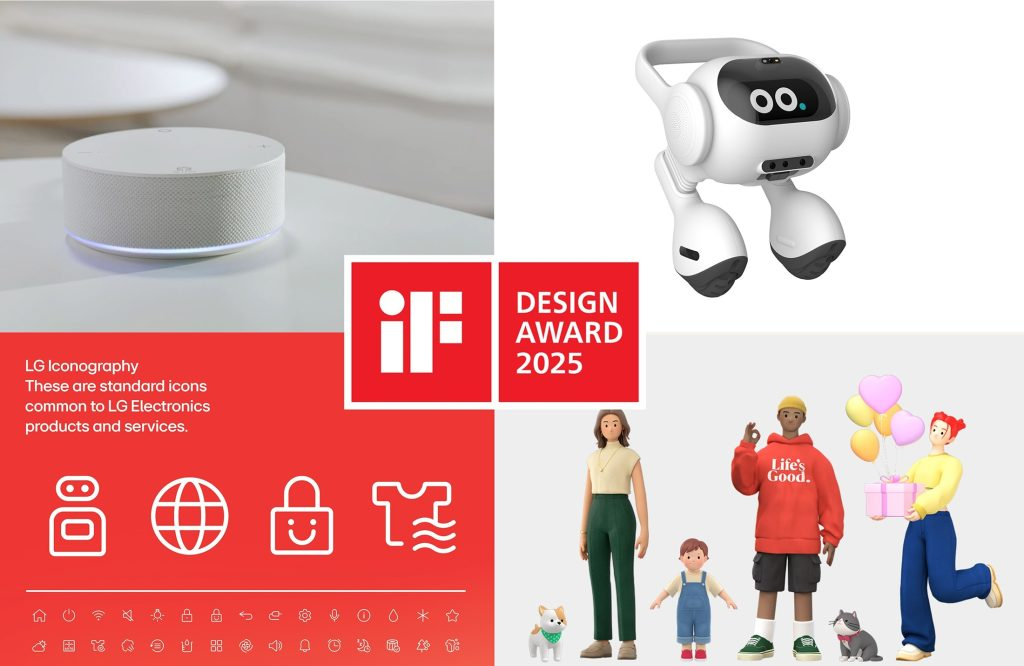 iF
DESIGN
AWARD
2025
LG Iconography
These are standard icons
common to LG Electronics
products and services.
Life's
Good.